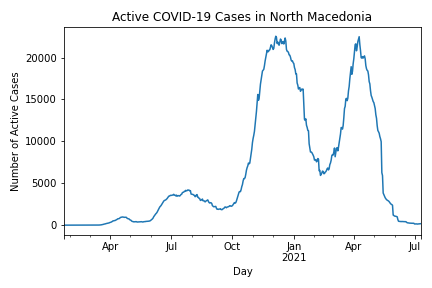 Active COVID-19 Cases in North Macedonia
Number of Active Cases
20000
15000
10000
5000
0
Apr
Jul
Oct
Jan
2021
Apr
Jul
Day